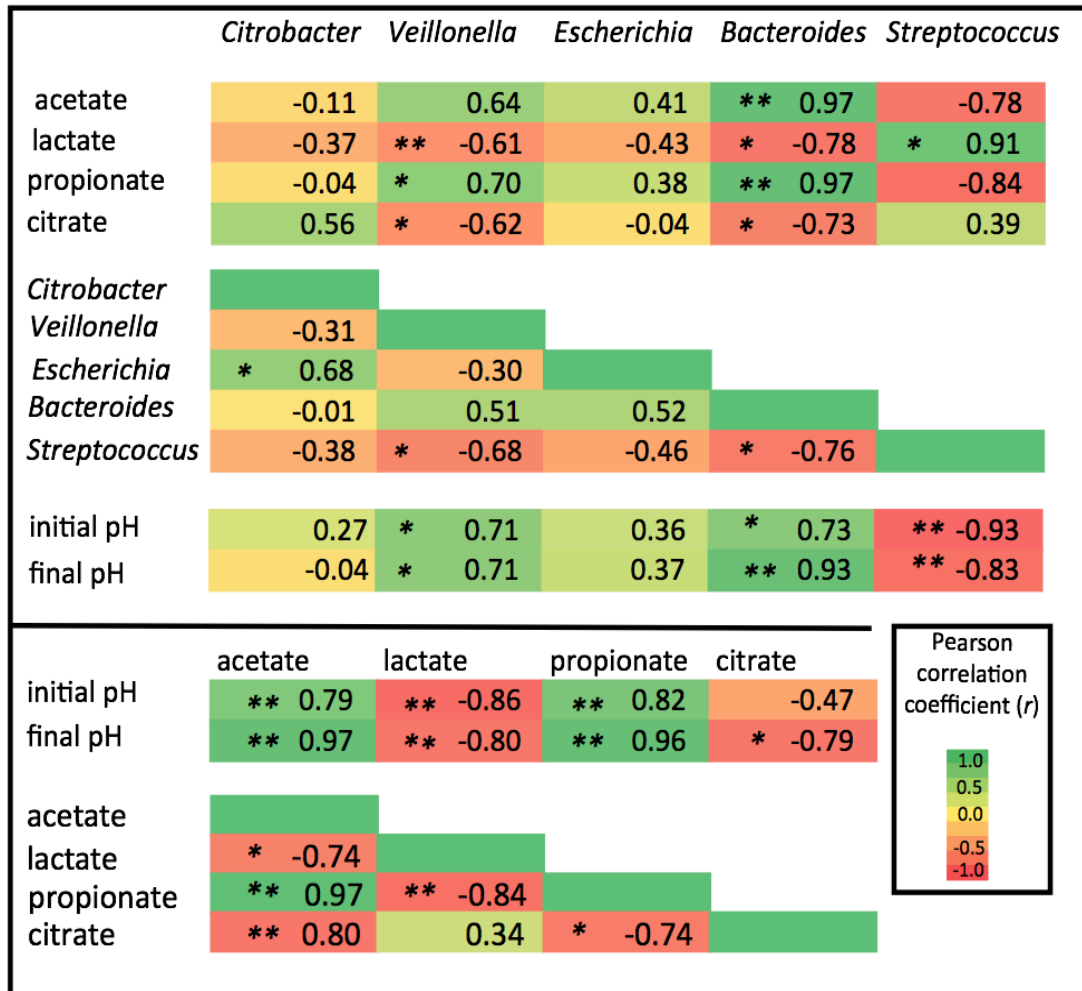 Citrobacter Veillonella Escherichia Bacteroides Streptococcus
acetate -0.11 0.64 0.41 ** 0.97 -0.78
lactate -0.37 ** -0.61 -0.43 * -0.78 * 0.91
propionate -0.04 * 0.70 0.38 ** 0.97 -0.84
citrate 0.56 * -0.62 -0.04 * -0.73 0.39
Citrobacter
Veillonella -0.31
Escherichia * 0.68 -0.30
Bacteroides -0.01 0.51 0.52
Streptococcus -0.38 * -0.68 -0.46 * -0.76
initial pH 0.27 * 0.71 0.36 * 0.73 ** -0.93
final pH -0.04 * 0.71 0.37 ** 0.93 ** -0.83
acetate lactate propionate citrate
initial pH ** 0.79 ** -0.86 ** 0.82 -0.47
final pH ** 0.97 ** -0.80 ** 0.96 * -0.79
acetate
lactate * -0.74
propionate ** 0.97 ** -0.84
citrate ** 0.80 0.34 * -0.74
Pearson
correlation
coefficient (r)
1.0
0.5
0.0
-0.5
-1.0